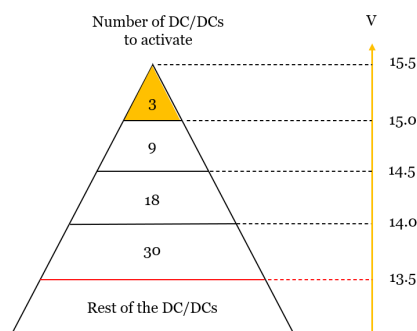 Number of DC/DCs
to activate
V
15.5
3
15.0
9
14.5
18
14.0
30
13.5
Rest of the DC/DCs